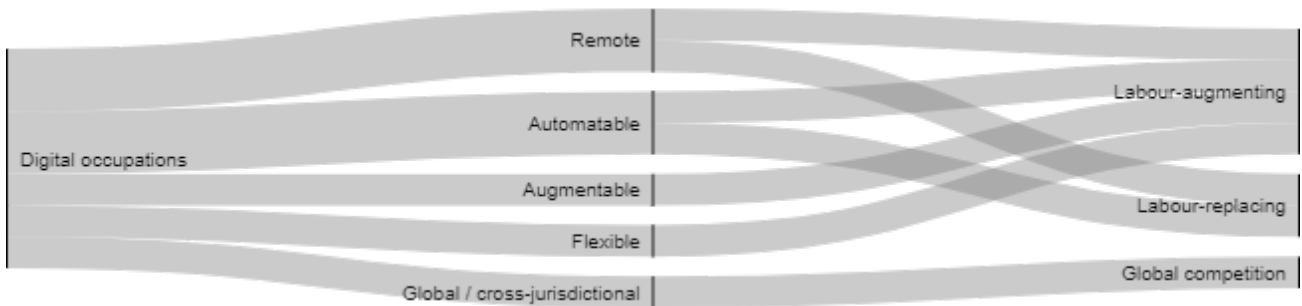 Digital occupations
Remote
Automatable
Augmentable
Flexible
Global / cross-jurisdictional
Labour-augmenting
Labour-replacing
Global competition